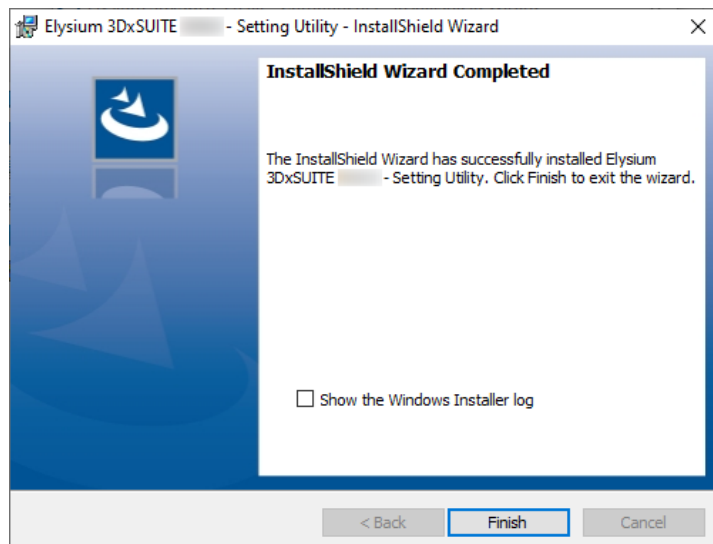 Elysium 3DxSUITE - Setting Utility - InstallShield Wizard
InstallShield Wizard Completed
The InstallShield Wizard has successfully installed Elysium
3DxSUITE - Setting Utility. Click Finish to exit the wizard.
Show the Windows Installer log
< Back
Finish
Cancel